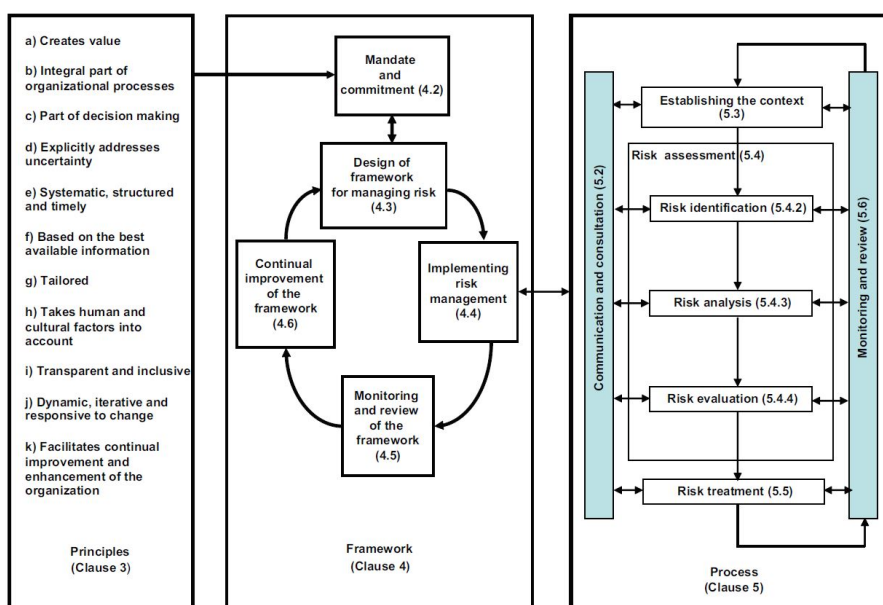 a) Creates value
b) Integral part of
organizational processes
c) Part of decision making
d) Explicitly addresses
uncertainty
e) Systematic, structured
and timely
f) Based on the best
available information
g) Tailored
h) Takes human and
cultural factors into
account
i) Transparent and inclusive
j) Dynamic, iterative and
responsive to change
k) Facilitates continual
improvement and
enhancement of the
organization
Principles
(Clause 3)
Mandate
and
commitment (4.2)
Design of
framework
for managing risk
(4.3)
Continual
improvement
of the
framework
(4.6)
Implementing
risk
management
(4.4)
Monitoring
and review
of the
framework
(4.5)
Framework
(Clause 4)
Communication and consultation (5.2)
Establishing the context
(5.3)
Risk assessment (5.4)
Risk identification (5.4.2)
Risk analysis (5.4.3)
Risk evaluation (5.4.4)
Risk treatment (5.5)
Monitoring and review (5.6)
Process
(Clause 5)